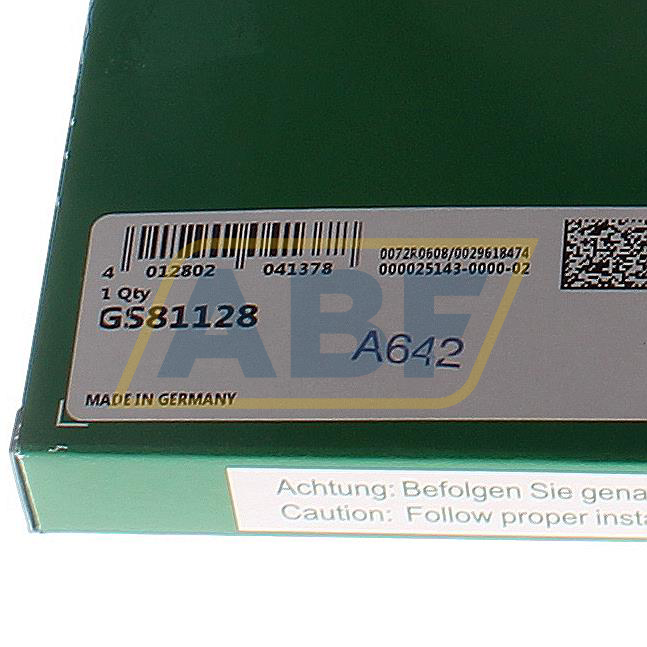 0072R0608/0029618474
000025143-0000-02
4 012802 041378
1 Qty
GS81128
A642
ABF
MADE IN GERMANY
Achtung: Befolgen Sie gena
Caution: Follow proper insta